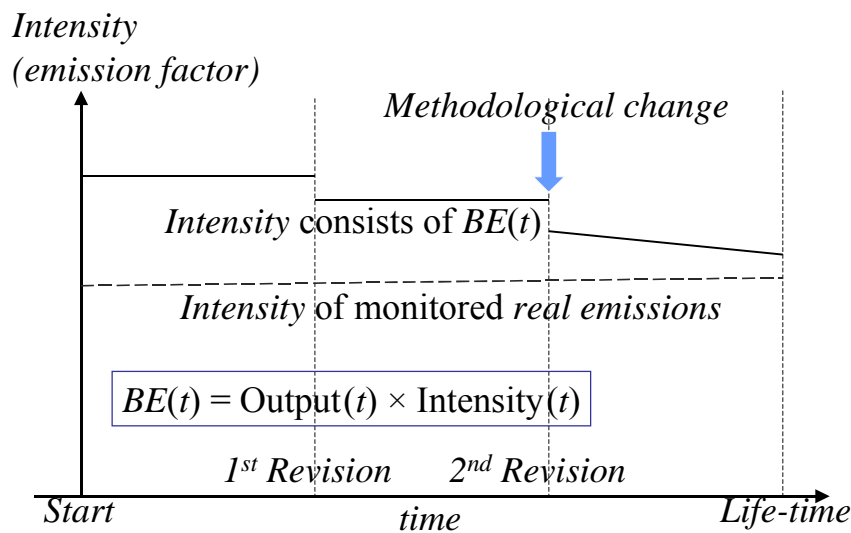 Intensity
(emission factor)
Methodological change
Intensity consists of BE(t)
Intensity of monitored real emissions
BE(t) = Output(t) × Intensity(t)
1st Revision 2nd Revision
Start time Life-time